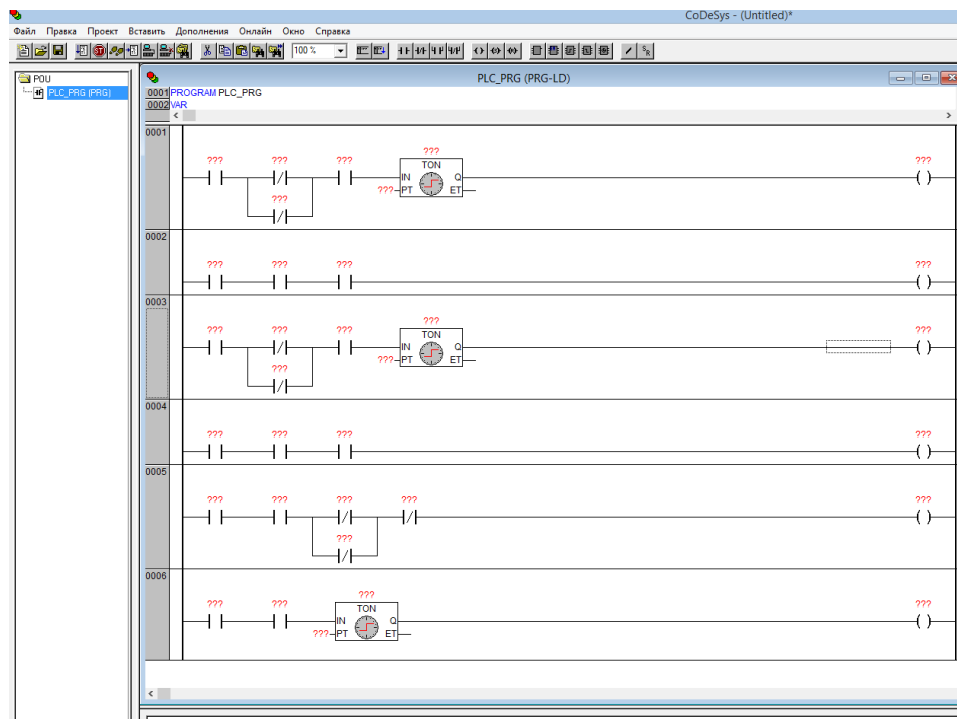 CoDeSys - (Untitled)*
Файл Правка Проект Вставить Дополнения Онлайн Окно Справка
100 %
POU
PLC_PRG (PRG)
PLC_PRG (PRG-LD)
0001 PROGRAM PLC_PRG
0002 VAR
0001
???
??? ??? ??? TON ???
IN Q
??? ??? PT ET
0002
??? ??? ??? ???
0003
???
??? ??? ??? TON ???
IN Q
??? ??? PT ET
0004
??? ??? ??? ???
0005
??? ??? ??? ??? ???
???
0006
???
??? ??? TON ???
IN Q
??? PT ET